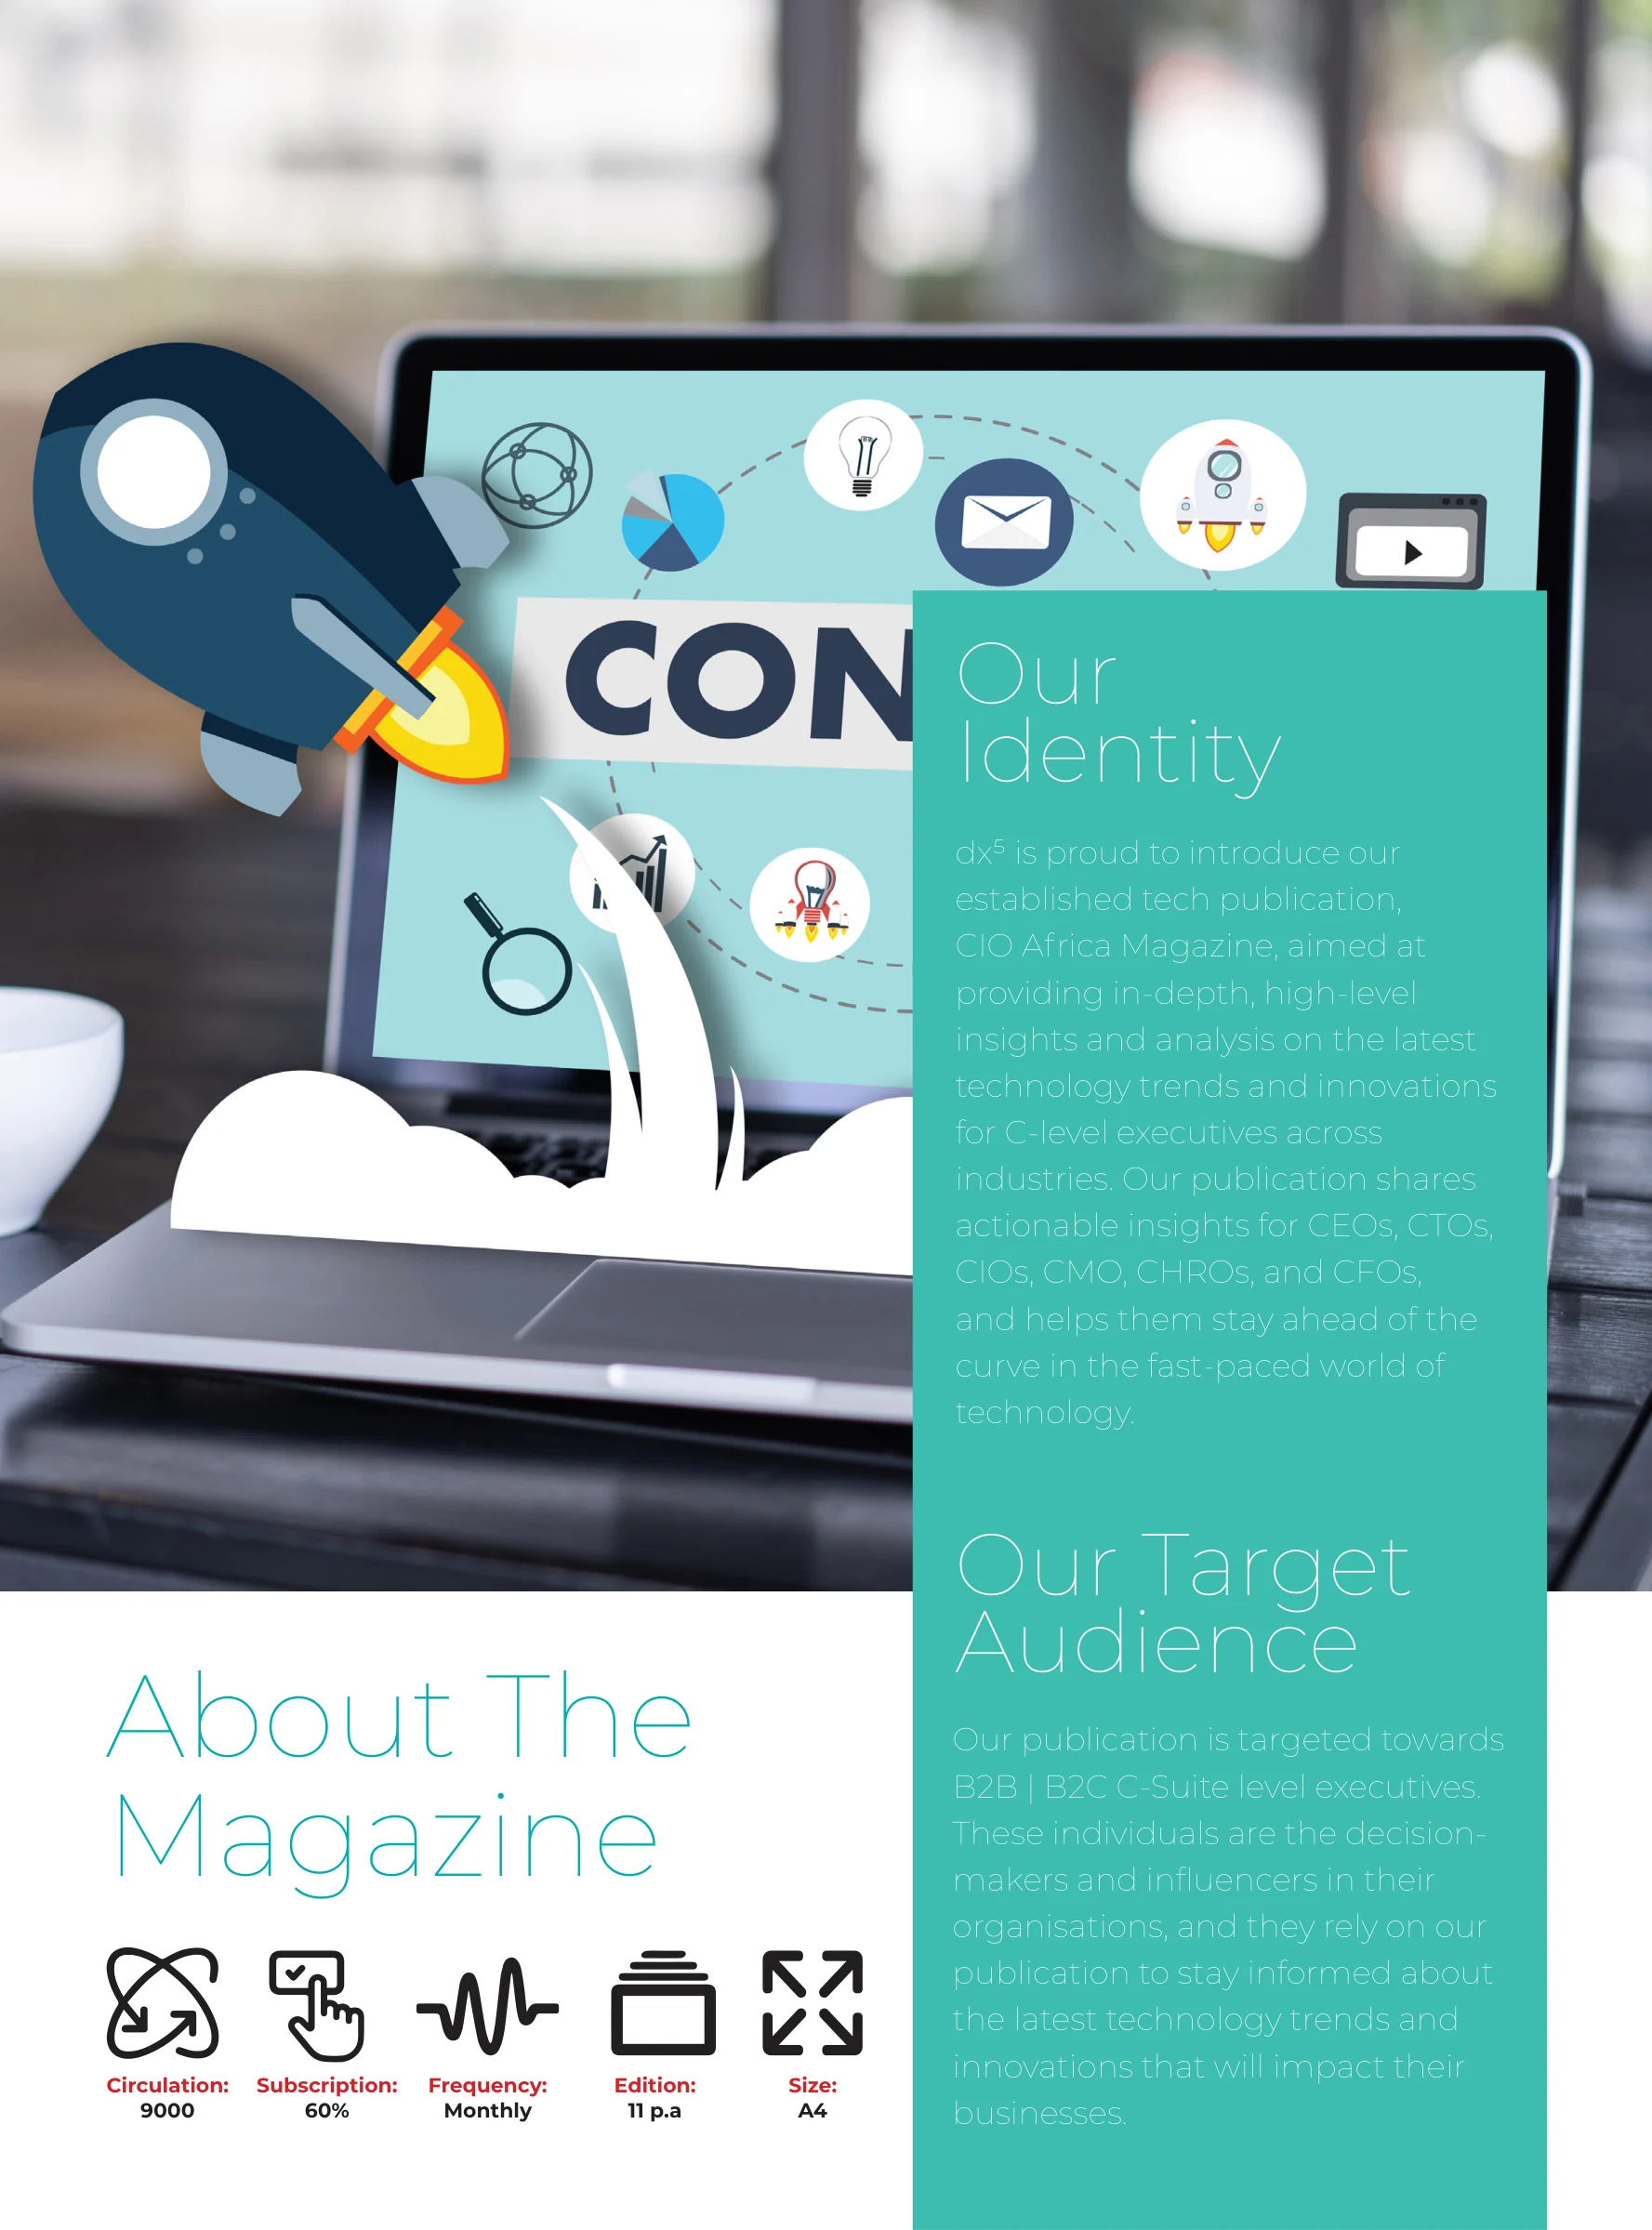 CON
Our
Identity
dx⁵ is proud to introduce our
established tech publication,
CIO Africa Magazine, aimed at
providing in-depth, high-level
insights and analysis on the latest
technology trends and innovations
for C-level executives across
industries. Our publication shares
actionable insights for CEOs, CTOs,
CIOs, CMO, CHROs, and CFOs,
and helps them stay ahead of the
curve in the fast-paced world of
technology.
Our Target
Audience
Our publication is targeted towards
B2B | B2C C-Suite level executives.
These individuals are the decision-
makers and influencers in their
organisations, and they rely on our
publication to stay informed about
the latest technology trends and
innovations that will impact their
businesses.
About The
Magazine
Circulation:
9000
Subscription:
60%
Frequency:
Monthly
Edition:
11 p.a
Size:
A4